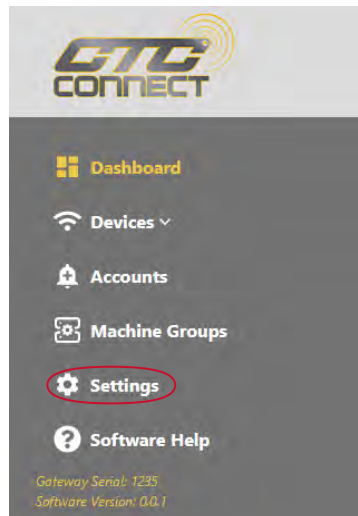 CTC
CONNECT
Dashboard
Devices
Accounts
Machine Groups
Settings
Software Help
Gateway Serial: 1235
Software Version: 0.0.1